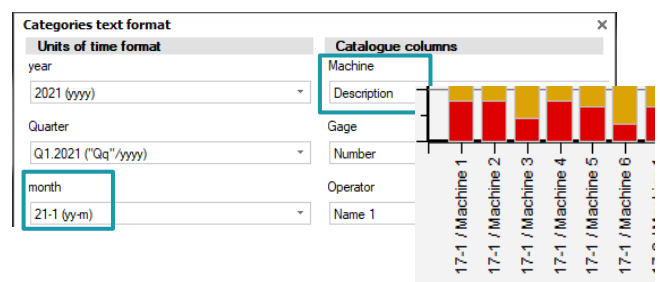 Categories text format
Units of time format
Catalogue columns
year
Machine
2021 (yyyy)
Description
Quarter
Gage
Q1.2021 ("Qq"/yyyy)
Number
month
Operator
21-1 (yy-m)
Name 1
17-1 / Machine 1
17-1 / Machine 2
17-1 / Machine 3
17-1 / Machine 4
17-1 / Machine 5
17-1 / Machine 6